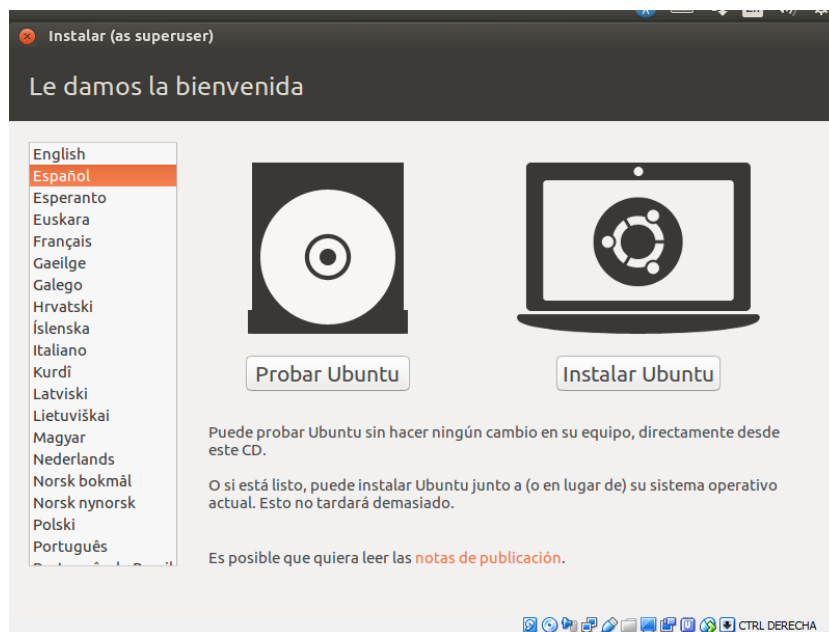 Instalar (as superuser)
Le damos la bienvenida
English
Español
Esperanto
Euskara
Français
Gaeilge
Galego
Hrvatski
Íslenska
Italiano
Kurdî
Latviski
Lietuviškai
Magyar
Nederlands
Norsk bokmål
Norsk nynorsk
Polski
Português
Probar Ubuntu
Instalar Ubuntu
Puede probar Ubuntu sin hacer ningún cambio en su equipo, directamente desde
este CD.
O si está listo, puede instalar Ubuntu junto a (o en lugar de) su sistema operativo
actual. Esto no tardará demasiado.
Es posible que quiera leer las notas de publicación.
CTRL DERECHA